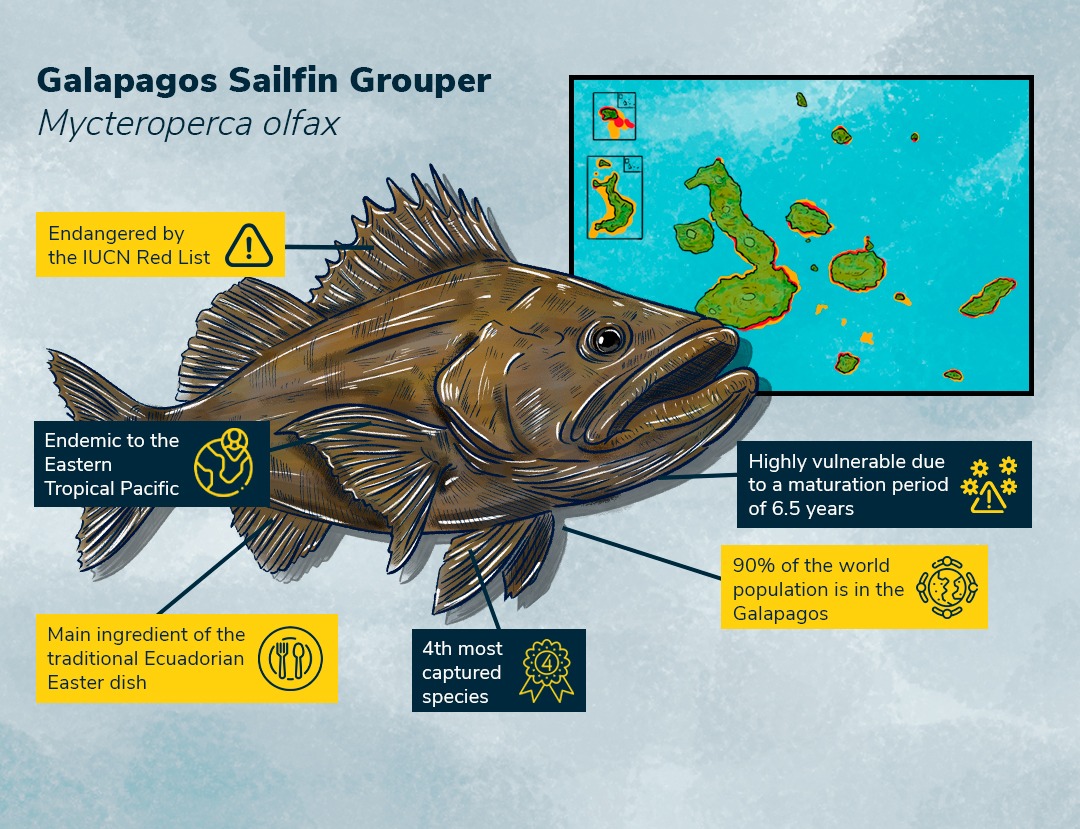 Galapagos Sailfin Grouper
Mycteroperca olfax
Endangered by
the IUCN Red List
Endemic to the
Eastern
Tropical Pacific
Highly vulnerable due
to a maturation period
of 6.5 years
90% of the world
population is in the
Galapagos
Main ingredient of the
traditional Ecuadorian
Easter dish
4th most
captured
species
4